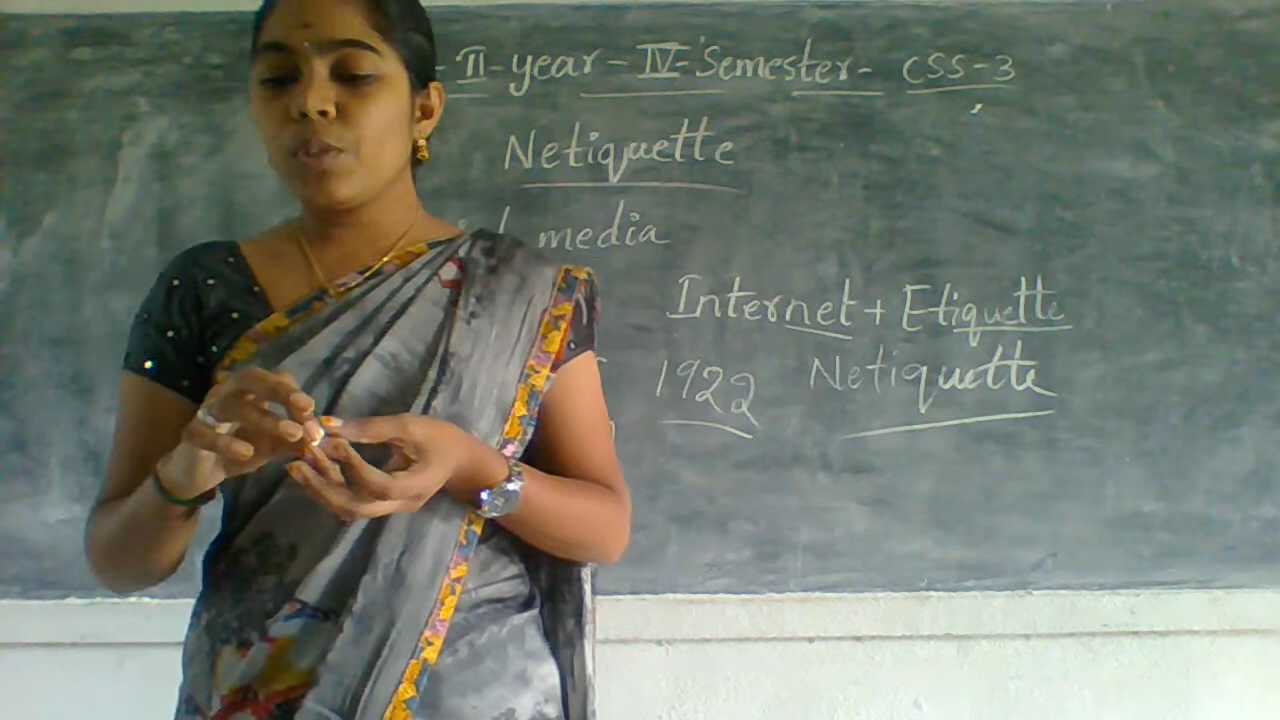 - II - year - IV - Semester - CSS - 3
Netiquette
media
Internet + Etiquette
1922 Netiquette